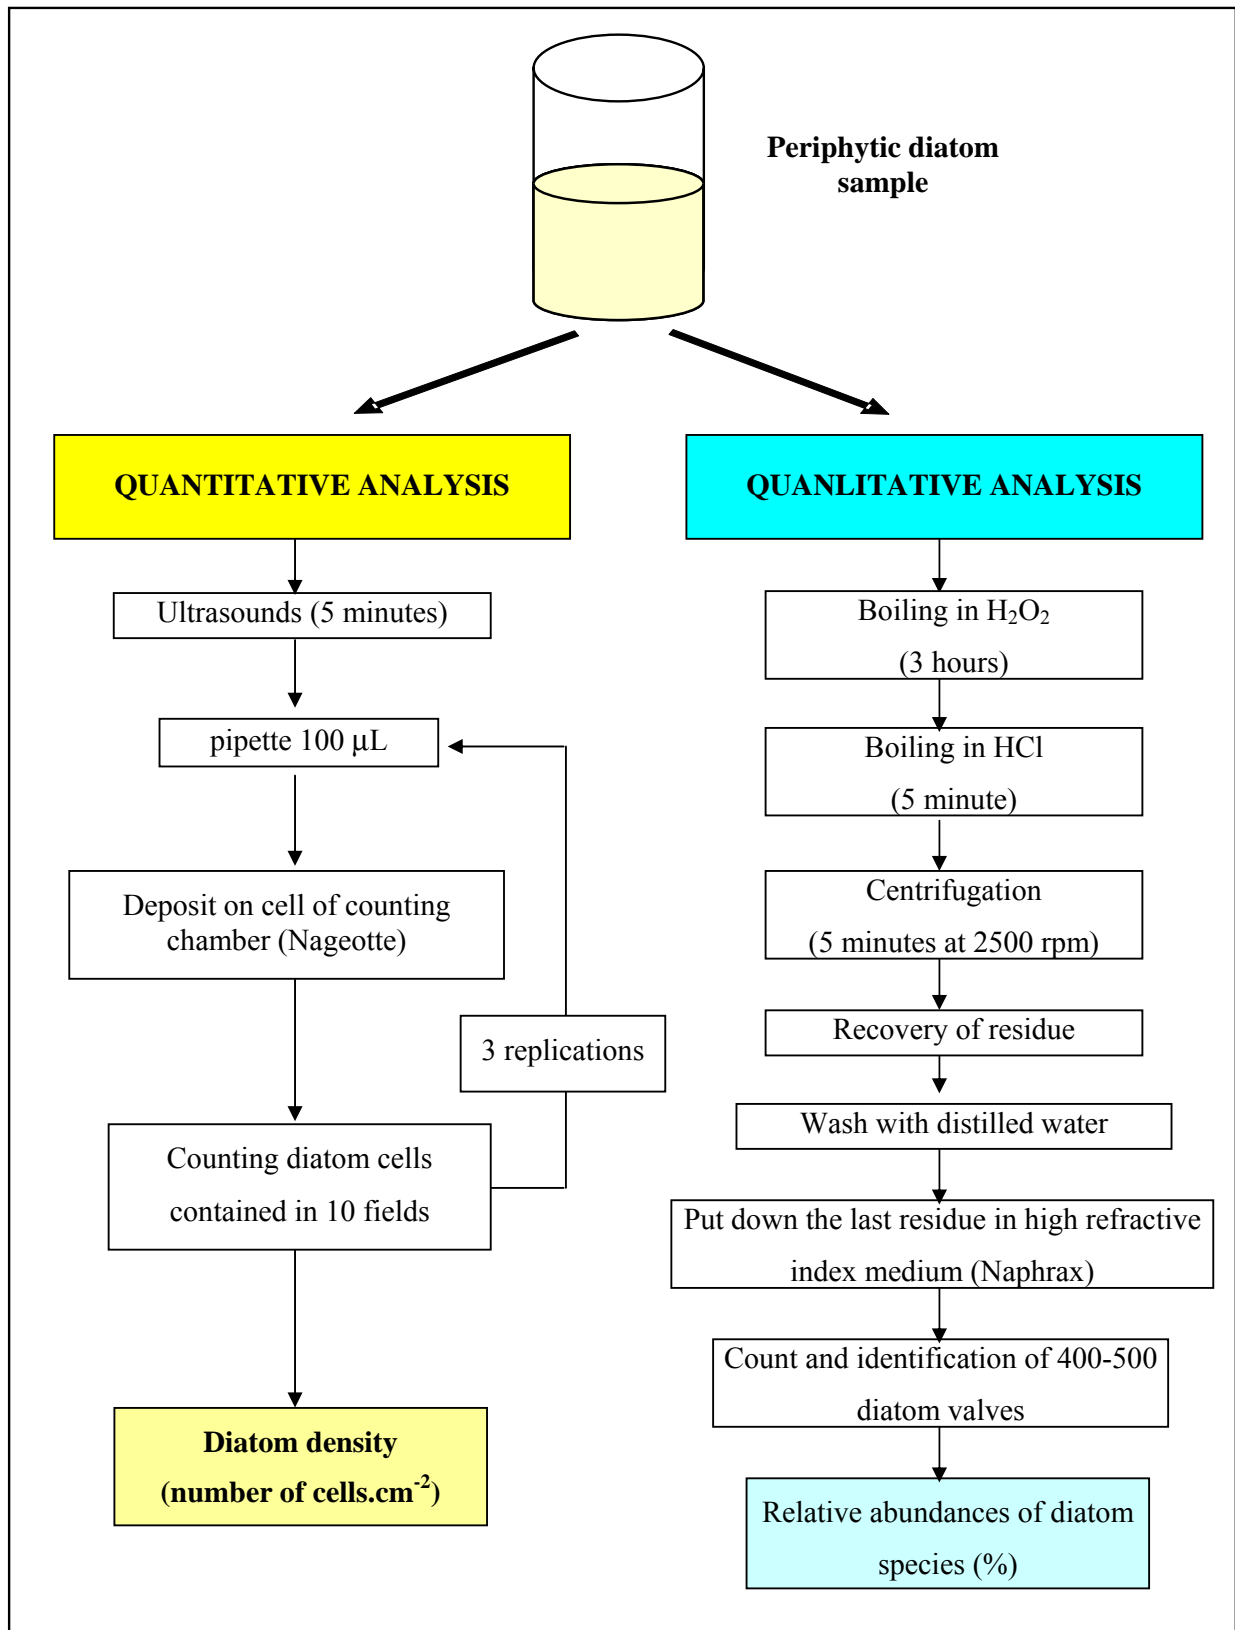 Periphytic diatom
sample
QUANTITATIVE ANALYSIS
Ultrasounds (5 minutes)
pipette 100 µL
Deposit on cell of counting
chamber (Nageotte)
3 replications
Counting diatom cells
contained in 10 fields
Diatom density
(number of cells.cm⁻²)
QUANLITATIVE ANALYSIS
Boiling in H₂O₂
(3 hours)
Boiling in HCl
(5 minute)
Centrifugation
(5 minutes at 2500 rpm)
Recovery of residue
Wash with distilled water
Put down the last residue in high refractive
index medium (Naphrax)
Count and identification of 400-500
diatom valves
Relative abundances of diatom
species (%)